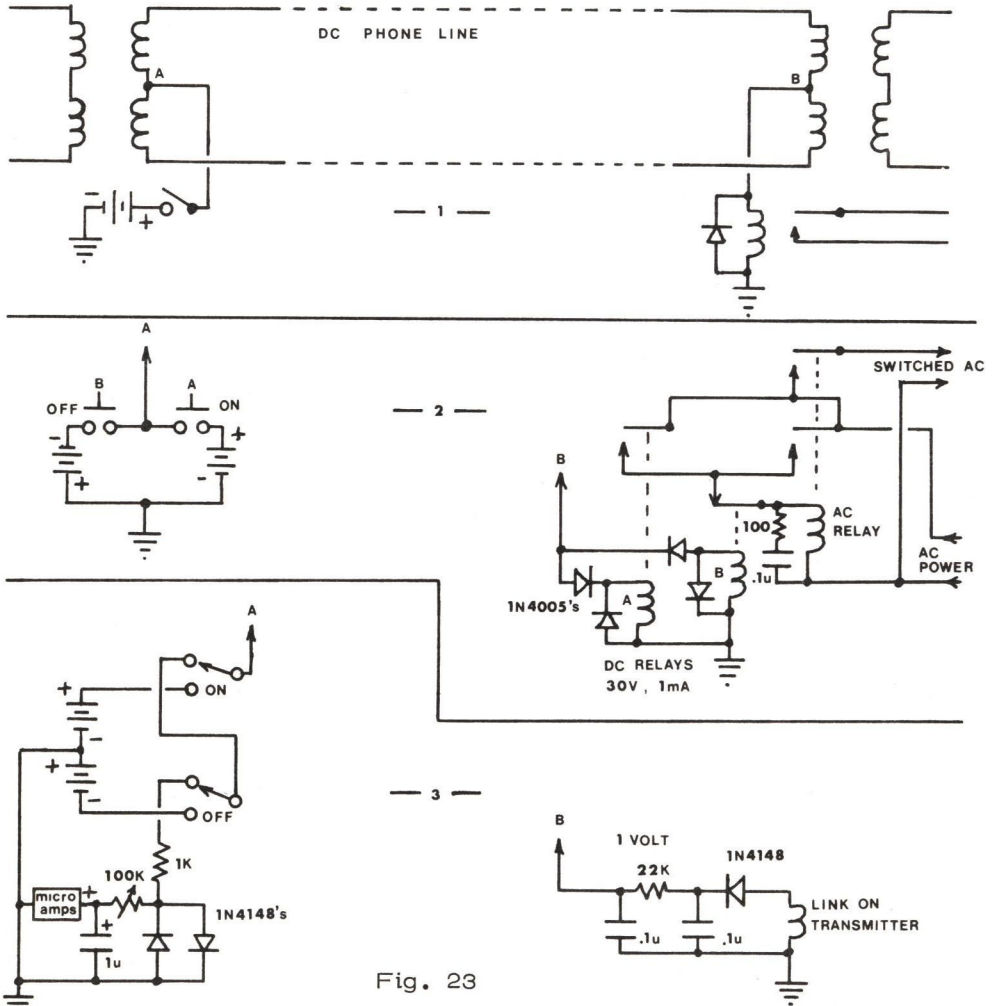 DC PHONE LINE
A
B
− +
— 1 —
A
B A
OFF ON
− +
+ −
— 2 —
SWITCHED AC
B
100
AC
RELAY
.1u
AC
POWER
B
A
1N4005's
DC RELAYS
30V, 1mA
A
+ ON
−
+
− OFF
— 3 —
1K
100K
micro
amps
+
+
1u
1N4148's
B
1 VOLT
22K
1N4148
LINK ON
TRANSMITTER
.1u .1u
Fig. 23